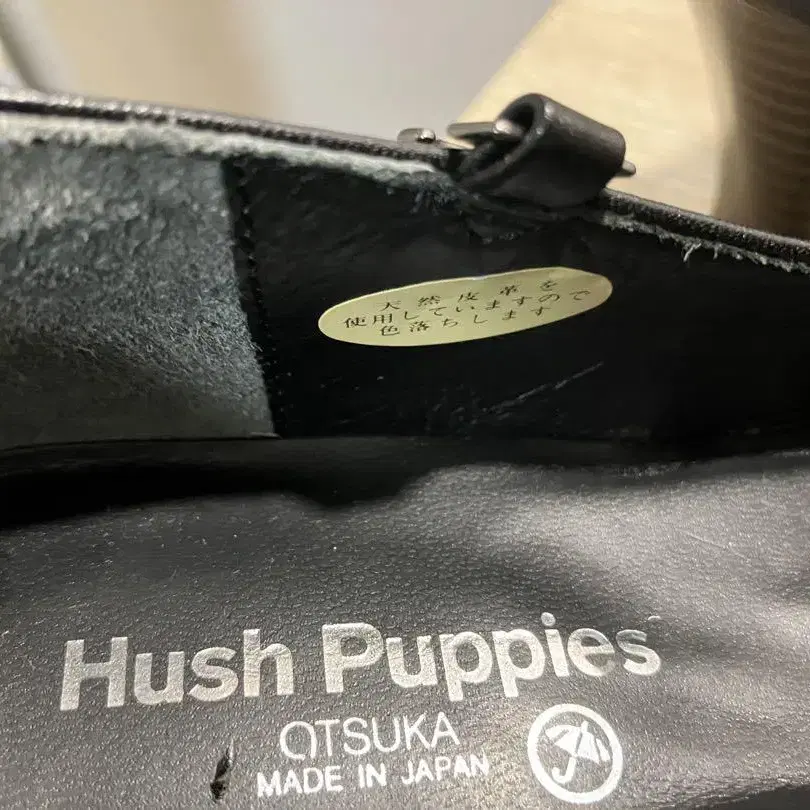 天然皮革を
使用していますので
色落ちします
Hush Puppies
OTSUKA
MADE IN JAPAN